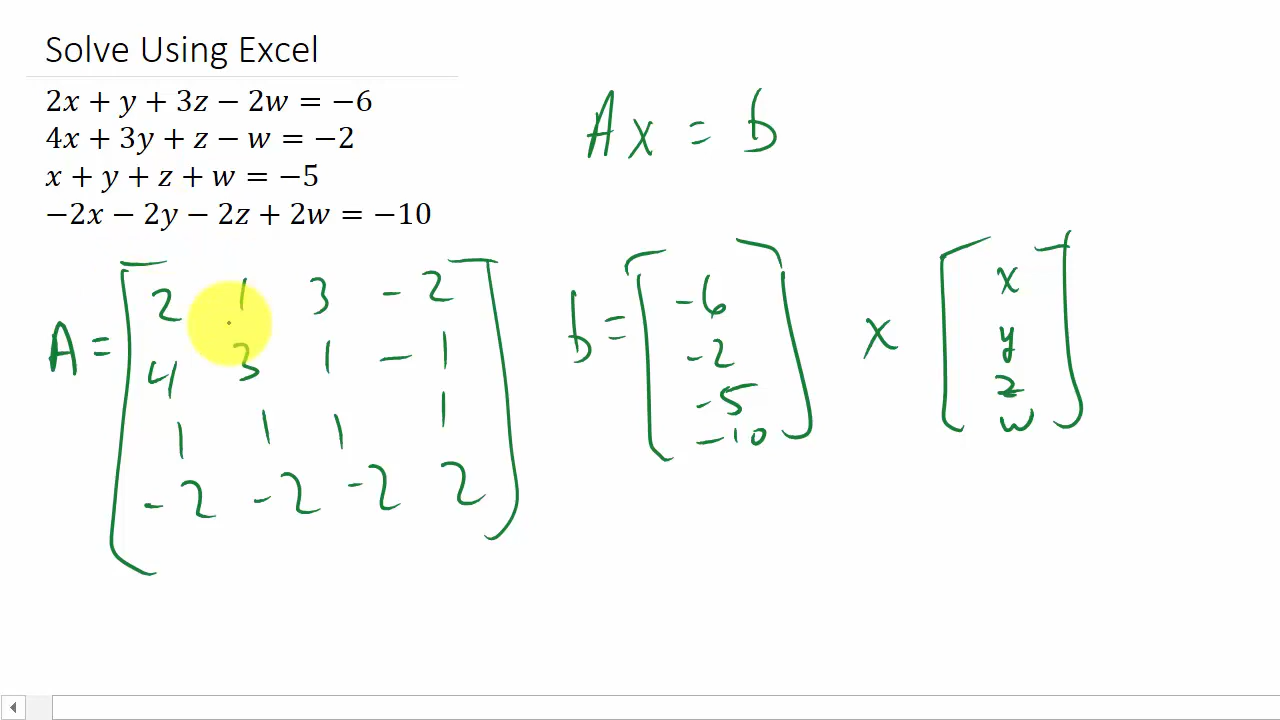 Solve Using Excel
2x + y + 3z − 2w = −6
4x + 3y + z − w = −2
x + y + z + w = −5
−2x − 2y − 2z + 2w = −10
Ax = b
A = [2 1 3 -2
4 3 1 -1
1 1 1 1
-2 -2 -2 2]
b = [-6
-2
-5
-10]
x [x
y
z
w]